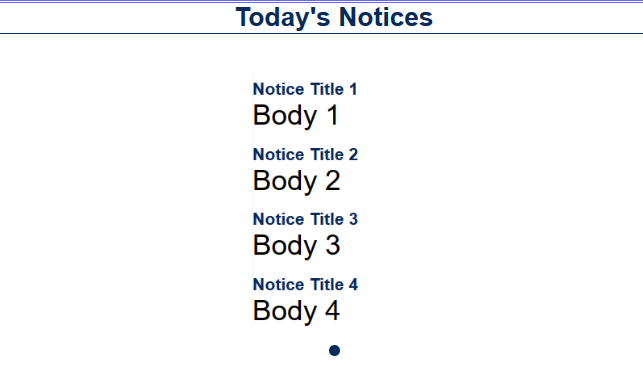 Today's Notices
Notice Title 1
Body 1
Notice Title 2
Body 2
Notice Title 3
Body 3
Notice Title 4
Body 4